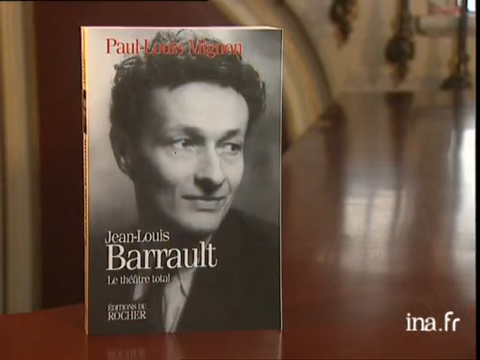 Paul-Louis Mignon
Jean-Louis
Barrault
Le théâtre total
ÉDITIONS DU
ROCHER
ina.fr